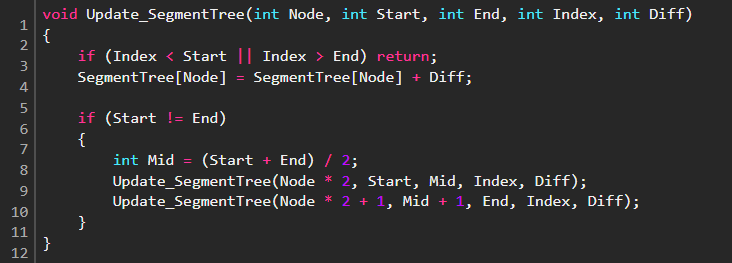 void Update_SegmentTree(int Node, int Start, int End, int Index, int Diff)
1
{
2
    if (Index < Start || Index > End) return;
3
    SegmentTree[Node] = SegmentTree[Node] + Diff;
4
5
    if (Start != End)
6
    {
7
        int Mid = (Start + End) / 2;
8
        Update_SegmentTree(Node * 2, Start, Mid, Index, Diff);
9
        Update_SegmentTree(Node * 2 + 1, Mid + 1, End, Index, Diff);
10
    }
11
}
12